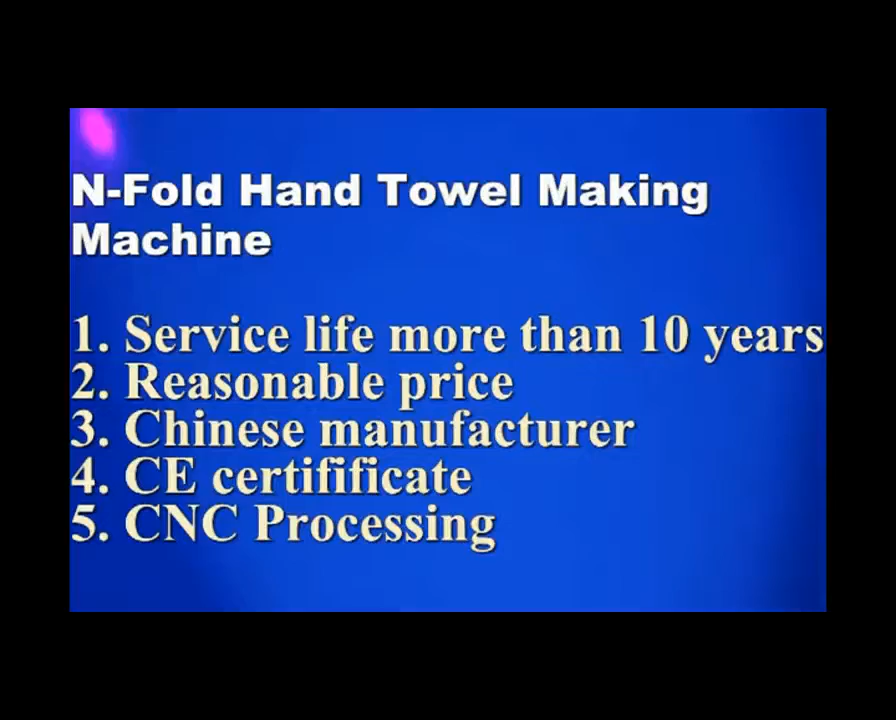 N-Fold Hand Towel Making
Machine
1. Service life more than 10 years
2. Reasonable price
3. Chinese manufacturer
4. CE certifificate
5. CNC Processing